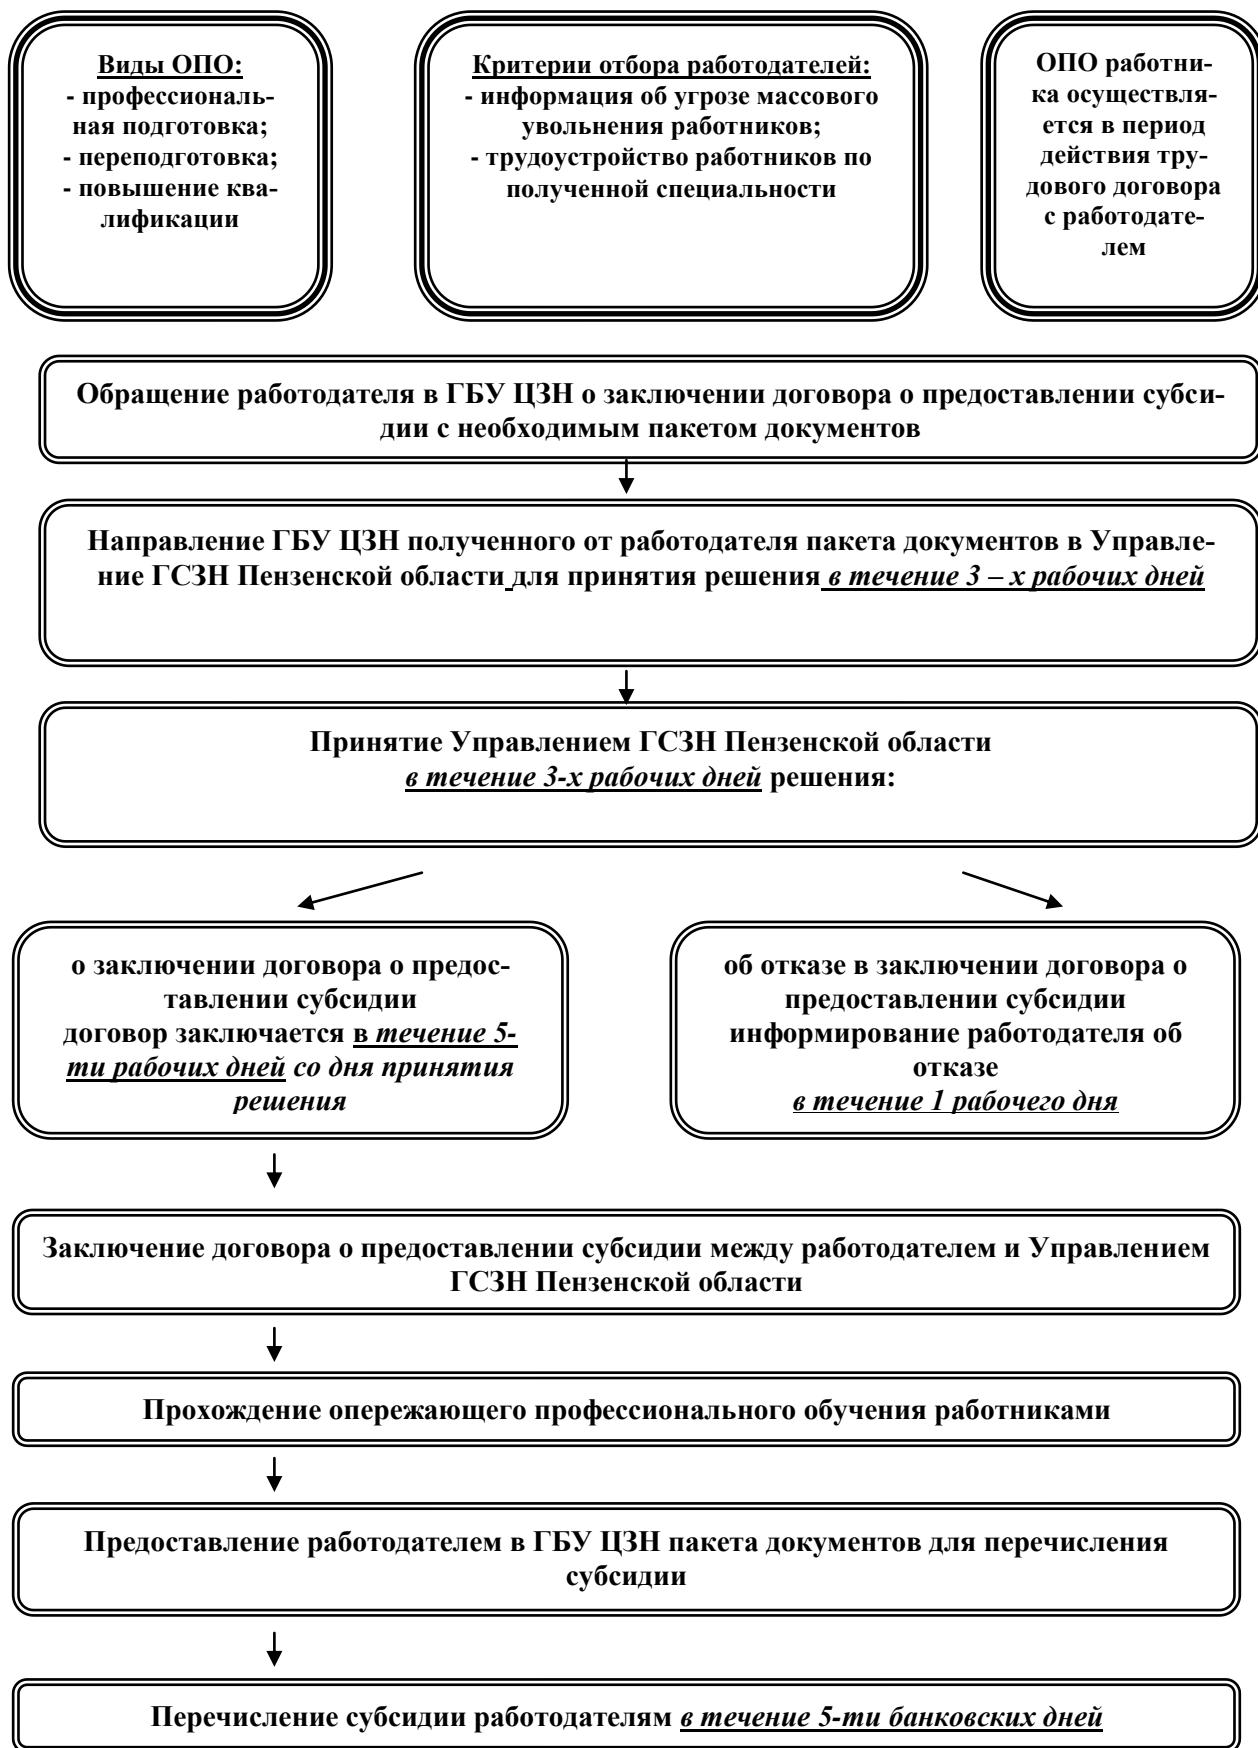 Виды ОПО:
- профессиональ-
ная подготовка;
- переподготовка;
- повышение ква-
лификации
Критерии отбора работодателей:
- информация об угрозе массового
увольнения работников;
- трудоустройство работников по
полученной специальности
ОПО работни-
ка осуществля-
ется в период
действия тру-
дового договора
с работодате-
лем
Обращение работодателя в ГБУ ЦЗН о заключении договора о предоставлении субси-
дии с необходимым пакетом документов
Направление ГБУ ЦЗН полученного от работодателя пакета документов в Управле-
ние ГСЗН Пензенской области для принятия решения в течение 3 – х рабочих дней
Принятие Управлением ГСЗН Пензенской области
в течение 3-х рабочих дней решения:
о заключении договора о предос-
тавлении субсидии
договор заключается в течение 5-
ти рабочих дней со дня принятия
решения
об отказе в заключении договора о
предоставлении субсидии
информирование работодателя об
отказе
в течение 1 рабочего дня
Заключение договора о предоставлении субсидии между работодателем и Управлением
ГСЗН Пензенской области
Прохождение опережающего профессионального обучения работниками
Предоставление работодателем в ГБУ ЦЗН пакета документов для перечисления
субсидии
Перечисление субсидии работодателям в течение 5-ти банковских дней